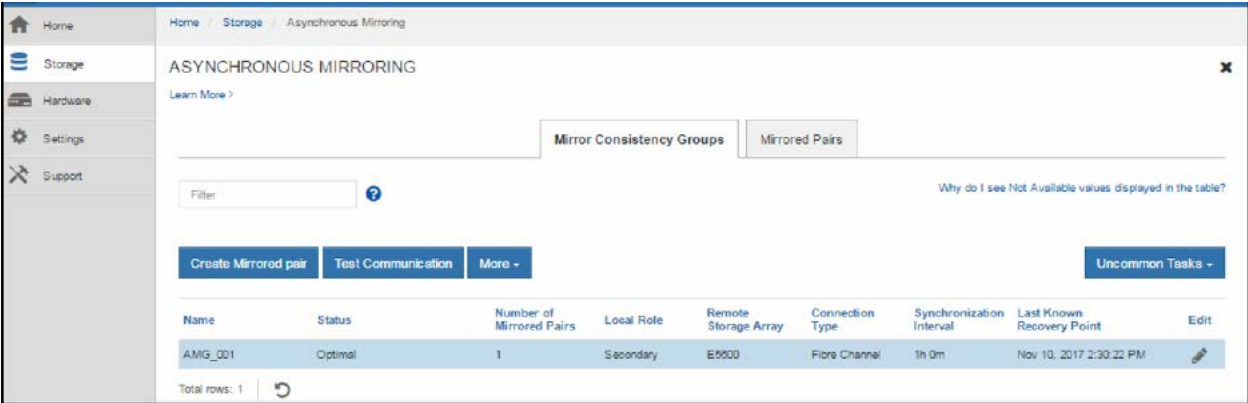 Home
Storage
Hardware
Settings
Support
Home / Storage / Asynchronous Mirroring
ASYNCHRONOUS MIRRORING
Learn More >
Mirror Consistency Groups
Mirrored Pairs
Filter
Why do I see Not Available values displayed in the table?
Create Mirrored pair
Test Communication
More
Uncommon Tasks
Name Status Number of Mirrored Pairs Local Role Remote Storage Array Connection Type Synchronization Interval Last Known Recovery Point Edit
AMG_001 Optimal 1 Secondary E5600 Fibre Channel 1h 0m Nov 10, 2017 2:30:22 PM
Total rows: 1